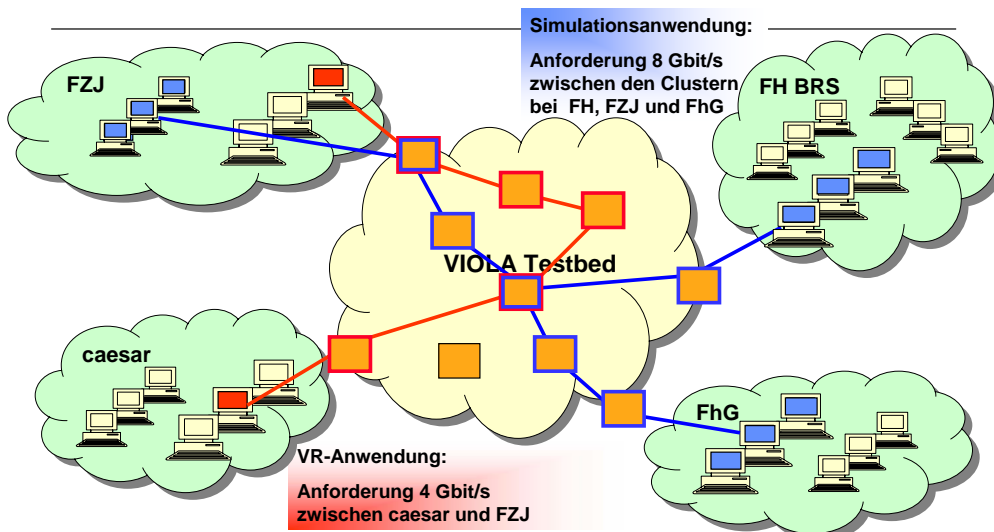 Simulationsanwendung:
Anforderung 8 Gbit/s
zwischen den Clustern
bei FH, FZJ und FhG
FZJ
FH BRS
VIOLA Testbed
caesar
FhG
VR-Anwendung:
Anforderung 4 Gbit/s
zwischen caesar und FZJ